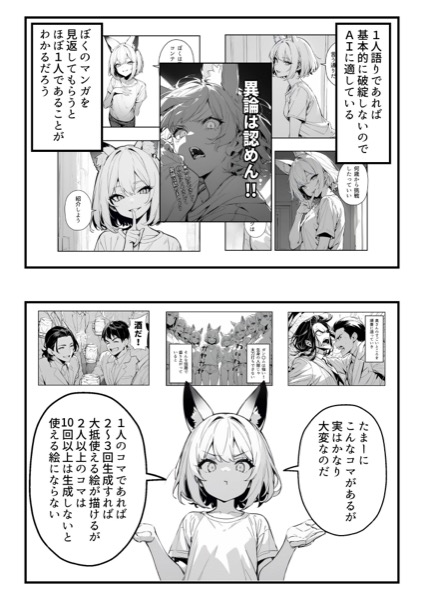 １人語りであれば
基本的に破綻しないので
ＡＩに適している
異論は認めん!!
紹介しよう
ぼくのマンガを
見返してもらうと
ほぼ１人であることが
わかるだろう
酒だ！
たまーに
こんなコマがあるが
実はかなり
大変なのだ
１人のコマであれば
２〜３回生成すれば
大抵使える絵が描けるが
２人以上のコマは
10回以上は生成しないと
使える絵にならない